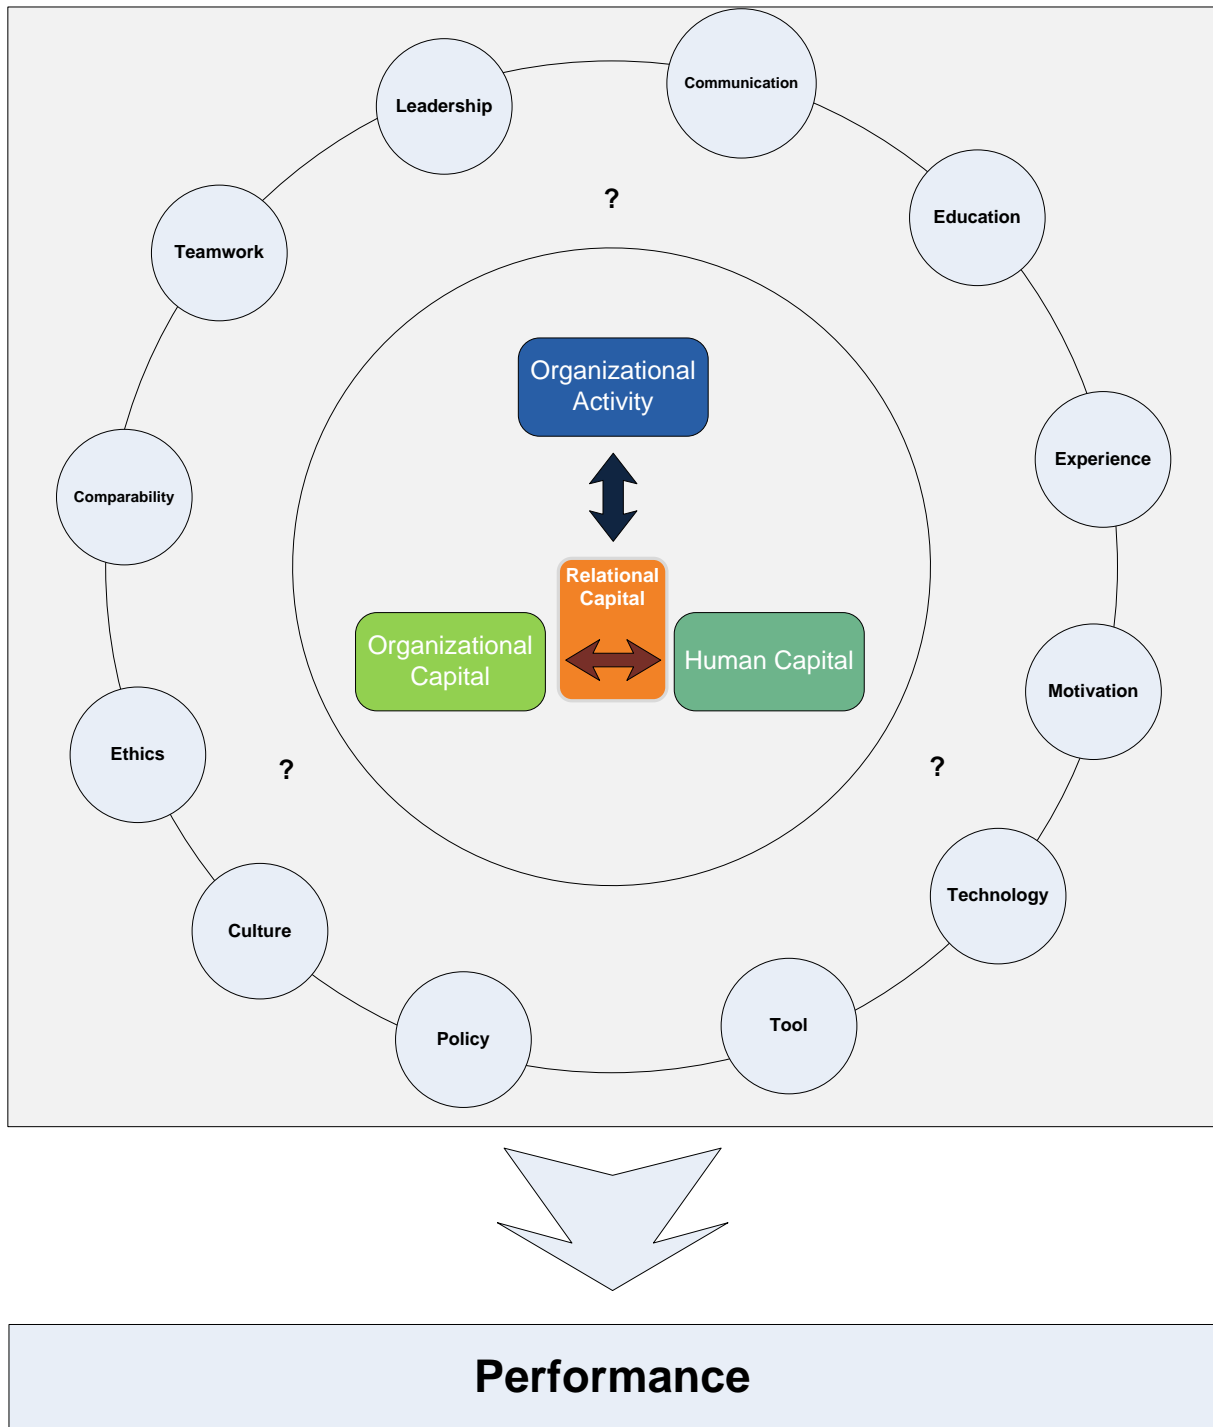 Communication
Leadership
?
Education
Teamwork
Organizational
Activity
Experience
Comparability
Relational
Capital
Organizational
Capital
Human Capital
Motivation
Ethics
?
?
Technology
Culture
Tool
Policy
Performance